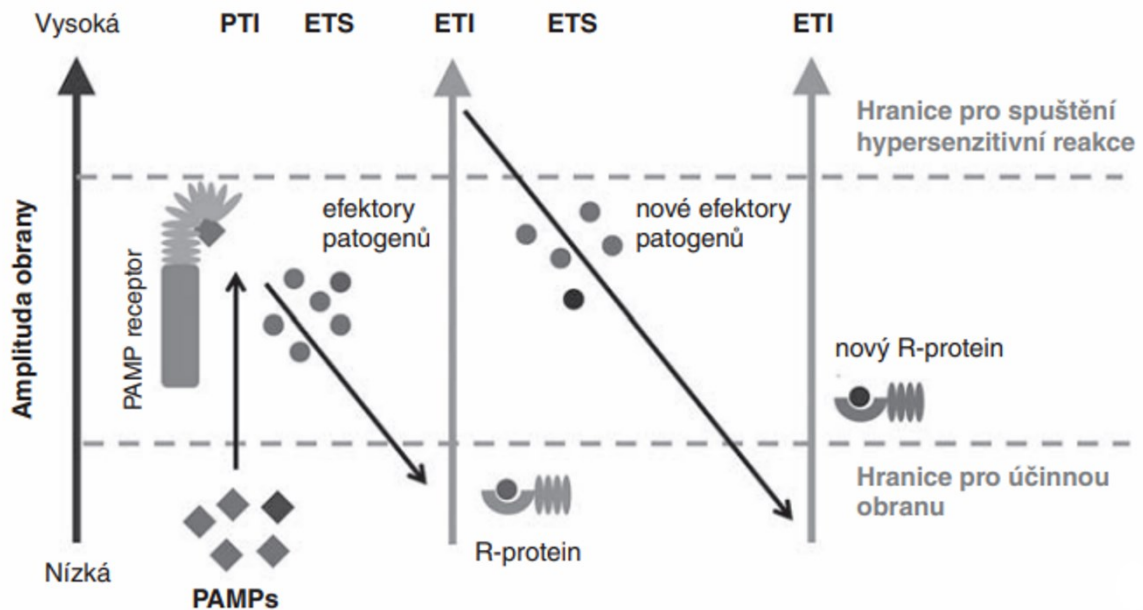 Vysoká
PTI
ETS
ETI
ETS
ETI
Hranice pro spuštění
hypersenzitivní reakce
Amplituda obrany
PAMP receptor
efektory
patogenů
nové efektory
patogenů
nový R-protein
Hranice pro účinnou
obranu
R-protein
Nízká
PAMPs